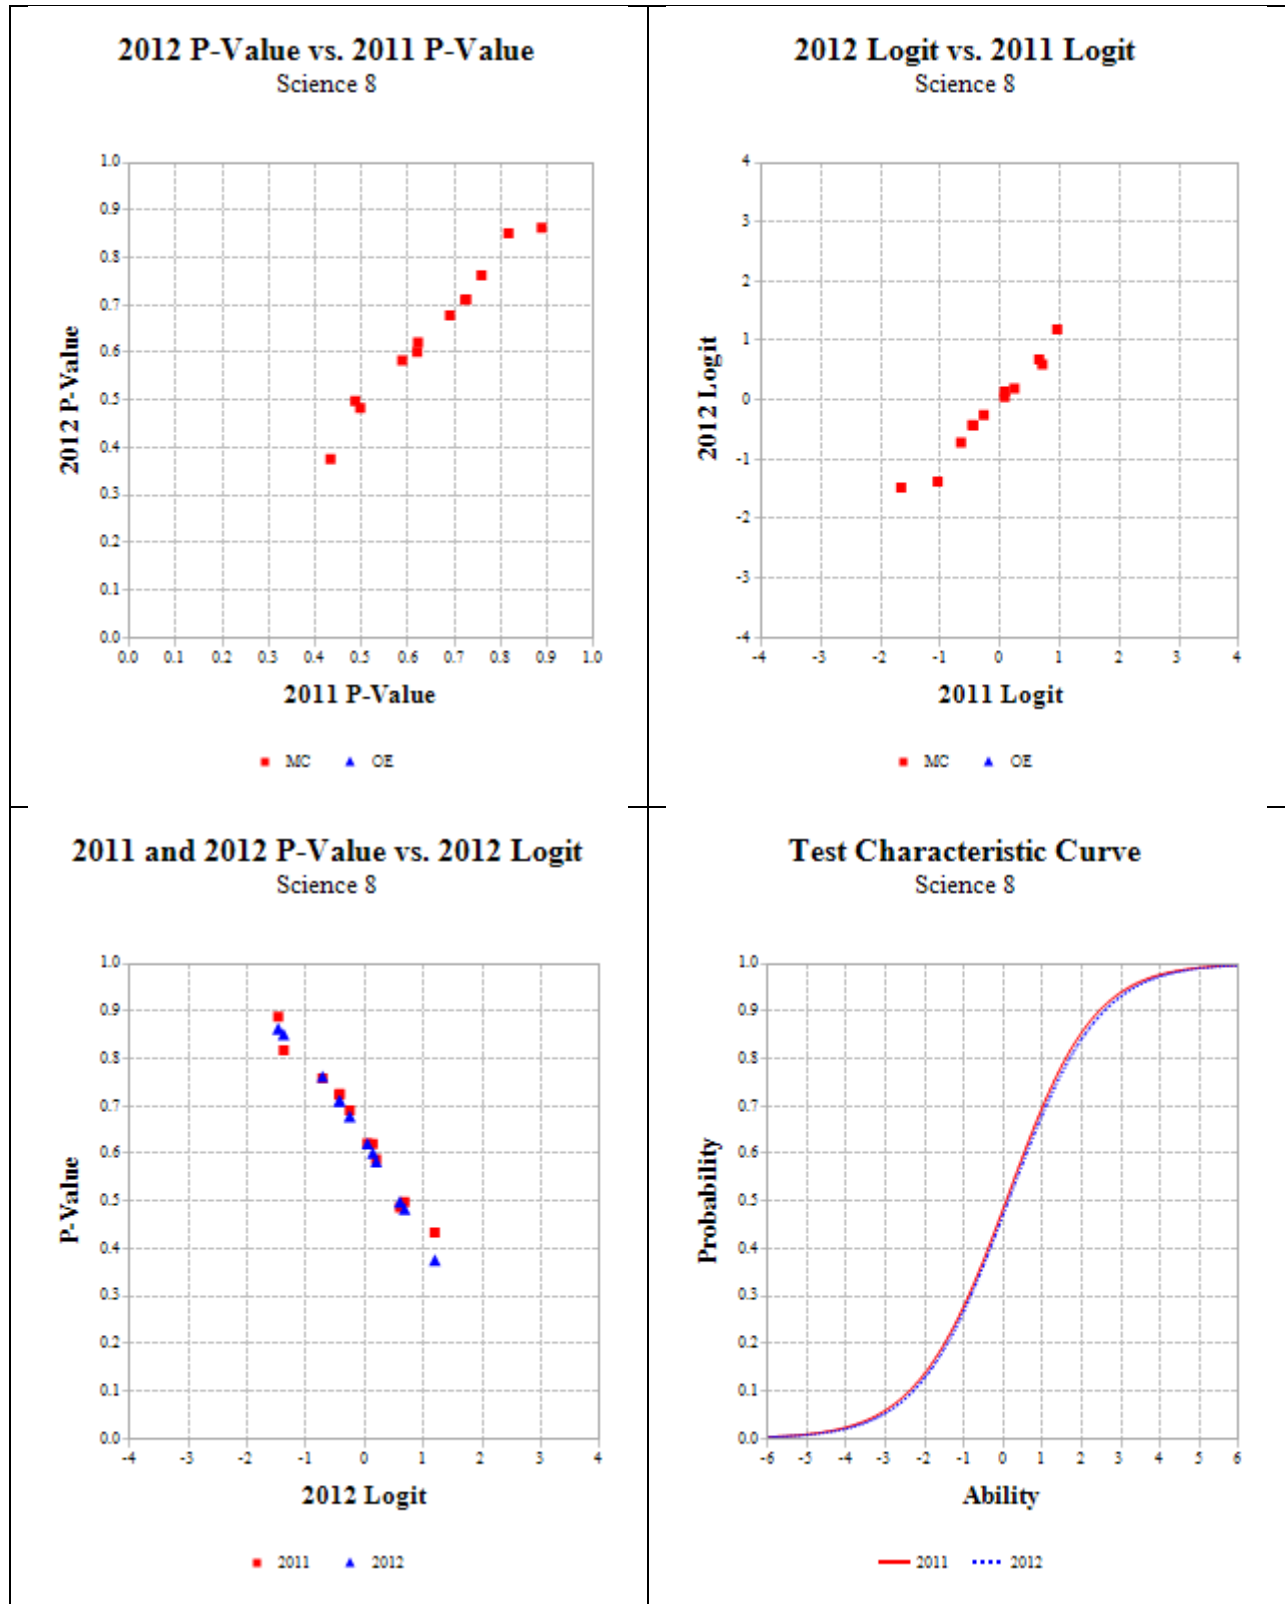 2012 P-Value vs. 2011 P-Value
Science 8
1.0
0.9
0.8
0.7
0.6
0.5
0.4
0.3
0.2
0.1
0.0
2012 P-Value
0.0 0.1 0.2 0.3 0.4 0.5 0.6 0.7 0.8 0.9 1.0
2011 P-Value
MC OE
2012 Logit vs. 2011 Logit
Science 8
4
3
2
1
0
-1
-2
-3
-4
2012 Logit
-4 -3 -2 -1 0 1 2 3 4
2011 Logit
MC OE
2011 and 2012 P-Value vs. 2012 Logit
Science 8
1.0
0.9
0.8
0.7
0.6
0.5
0.4
0.3
0.2
0.1
0.0
P-Value
-4 -3 -2 -1 0 1 2 3 4
2012 Logit
2011 2012
Test Characteristic Curve
Science 8
1.0
0.9
0.8
0.7
0.6
0.5
0.4
0.3
0.2
0.1
0.0
Probability
-6 -5 -4 -3 -2 -1 0 1 2 3 4 5 6
Ability
2011 2012